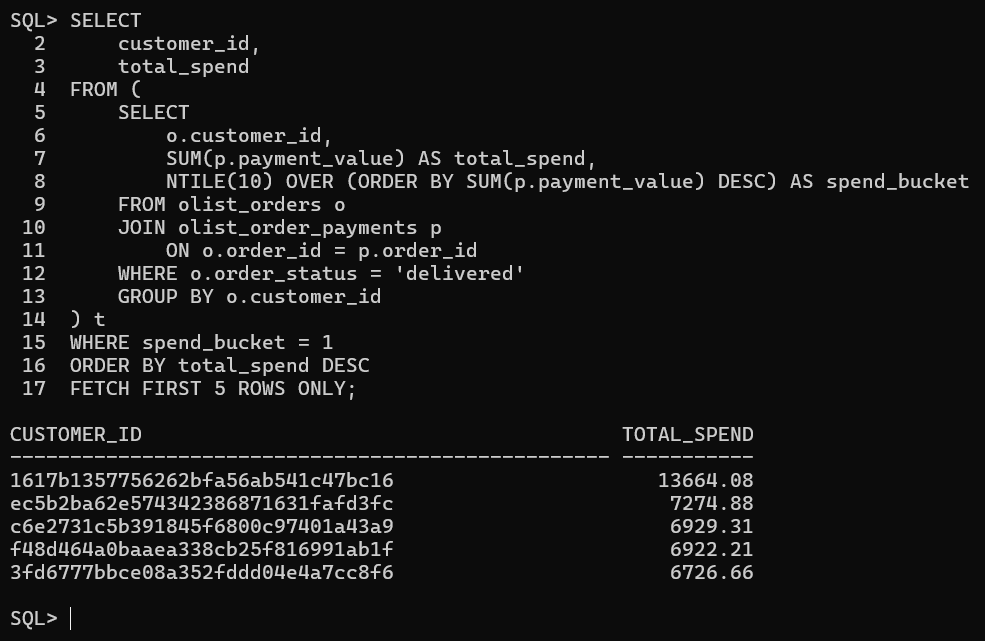 SQL> SELECT
  2      customer_id,
  3      total_spend
  4  FROM (
  5      SELECT
  6          o.customer_id,
  7          SUM(p.payment_value) AS total_spend,
  8          NTILE(10) OVER (ORDER BY SUM(p.payment_value) DESC) AS spend_bucket
  9      FROM olist_orders o
 10      JOIN olist_order_payments p
 11          ON o.order_id = p.order_id
 12      WHERE o.order_status = 'delivered'
 13      GROUP BY o.customer_id
 14  ) t
 15  WHERE spend_bucket = 1
 16  ORDER BY total_spend DESC
 17  FETCH FIRST 5 ROWS ONLY;

CUSTOMER_ID                                        TOTAL_SPEND
-------------------------------------------------- -----------
1617b1357756262bfa56ab541c47bc16                      13664.08
ec5b2ba62e574342386871631fafd3fc                       7274.88
c6e2731c5b391845f6800c97401a43a9                       6929.31
f48d464a0baaea338cb25f816991ab1f                       6922.21
3fd6777bbce08a352fddd04e4a7cc8f6                       6726.66

SQL>